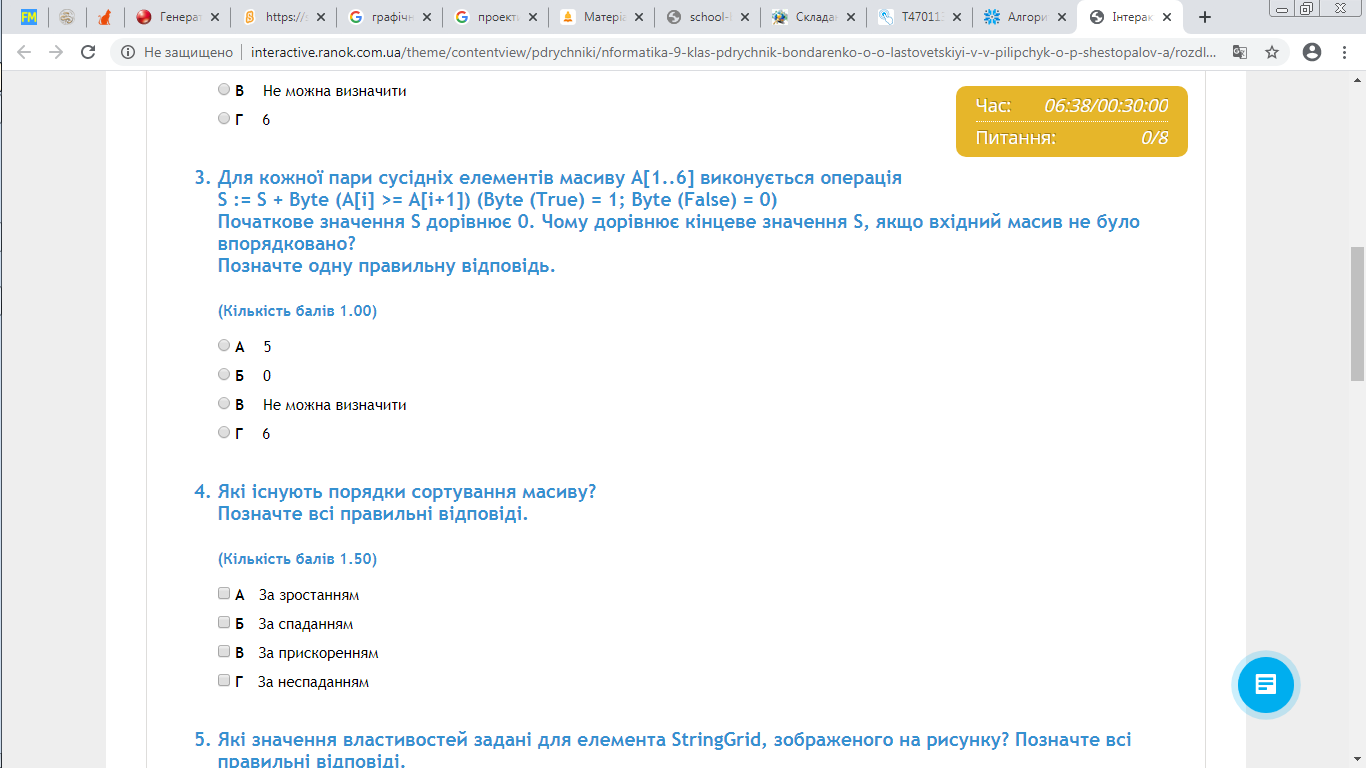 FM
Генерат
https://s
графічн
проекти
Матеріа
school-l
Складан
Т47011
Алгори
Інтерак
Не защищено
interactive.ranok.com.ua/theme/contentview/pdrychniki/nformatika-9-klas-pdrychnik-bondarenko-o-o-lastovetskiyi-v-v-pilipchyk-o-p-shestopalov-a/rozdl...
В Не можна визначити
Г 6
Час: 06:38/00:30:00
Питання: 0/8
3. Для кожної пари сусідніх елементів масиву A[1..6] виконується операція
S := S + Byte (A[i] >= A[i+1]) (Byte (True) = 1; Byte (False) = 0)
Початкове значення S дорівнює 0. Чому дорівнює кінцеве значення S, якщо вхідний масив не було
впорядковано?
Позначте одну правильну відповідь.
(Кількість балів 1.00)
А 5
Б 0
В Не можна визначити
Г 6
4. Які існують порядки сортування масиву?
Позначте всі правильні відповіді.
(Кількість балів 1.50)
А За зростанням
Б За спаданням
В За прискоренням
Г За неспаданням
5. Які значення властивостей задані для елемента StringGrid, зображеного на рисунку? Позначте всі
правильні відповіді.